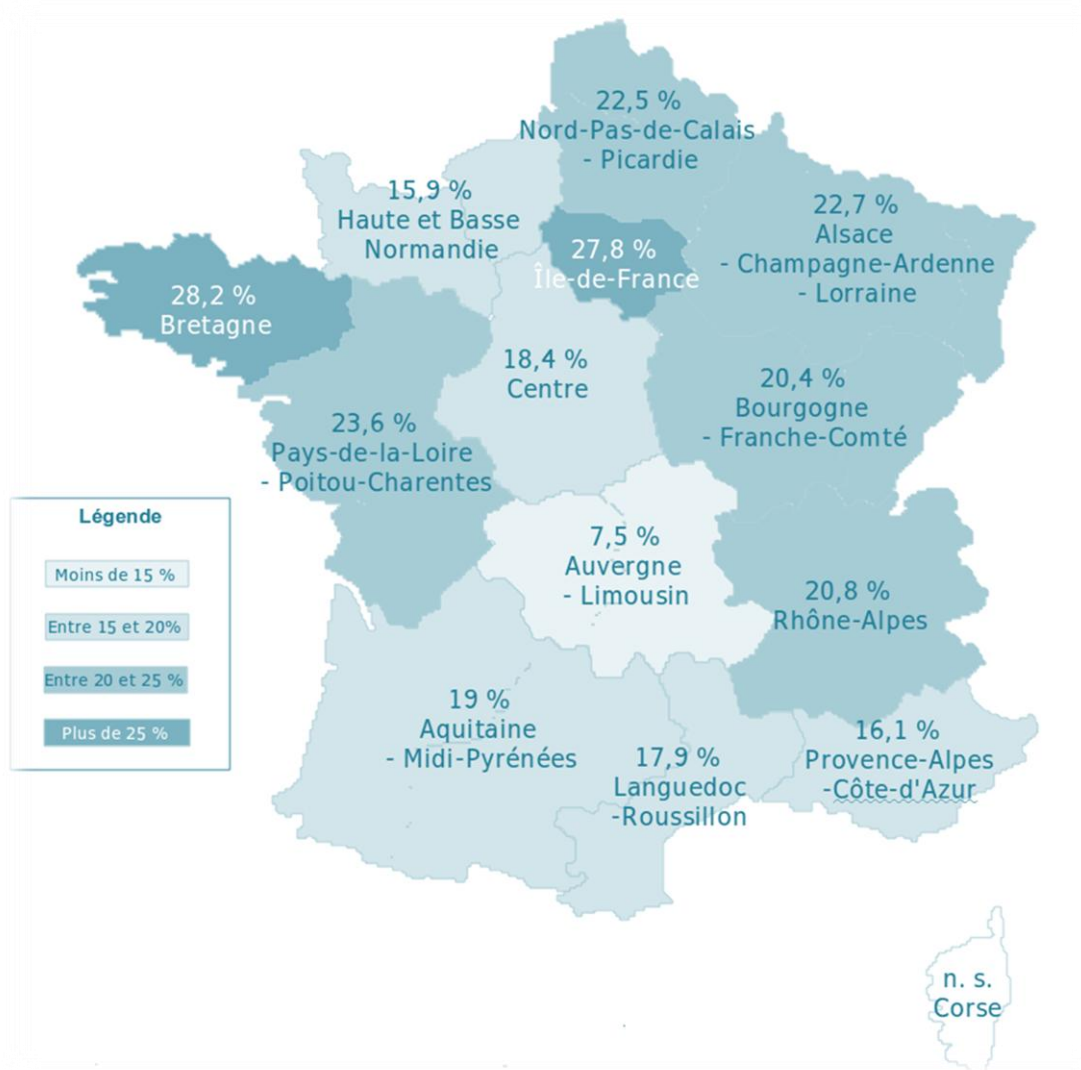 22,5 %
Nord-Pas-de-Calais
- Picardie
15,9 %
Haute et Basse
Normandie
22,7 %
Alsace
- Champagne-Ardenne
- Lorraine
27,8 %
Île-de-France
28,2 %
Bretagne
18,4 %
Centre
20,4 %
Bourgogne
- Franche-Comté
23,6 %
Pays-de-la-Loire
- Poitou-Charentes
Légende
Moins de 15 %
Entre 15 et 20%
Entre 20 et 25 %
Plus de 25 %
7,5 %
Auvergne
- Limousin
20,8 %
Rhône-Alpes
19 %
Aquitaine
- Midi-Pyrénées
17,9 %
Languedoc
-Roussillon
16,1 %
Provence-Alpes
-Côte-d'Azur
n. s.
Corse